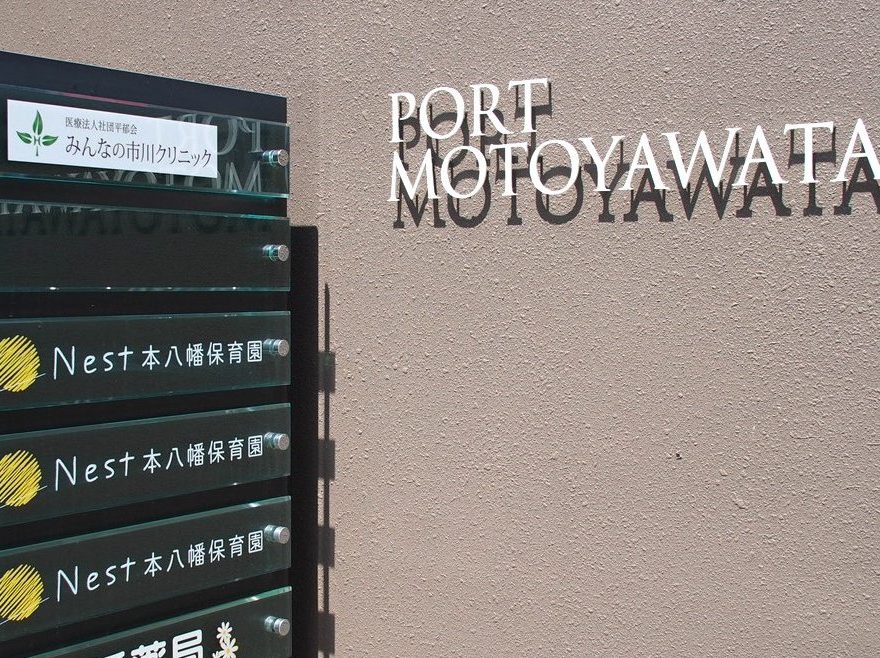 医療法人社団平郁会
みんなの市川クリニック
Nest本八幡保育園
Nest本八幡保育園
Nest本八幡保育園
薬局
PORT
MOTOYAWATA